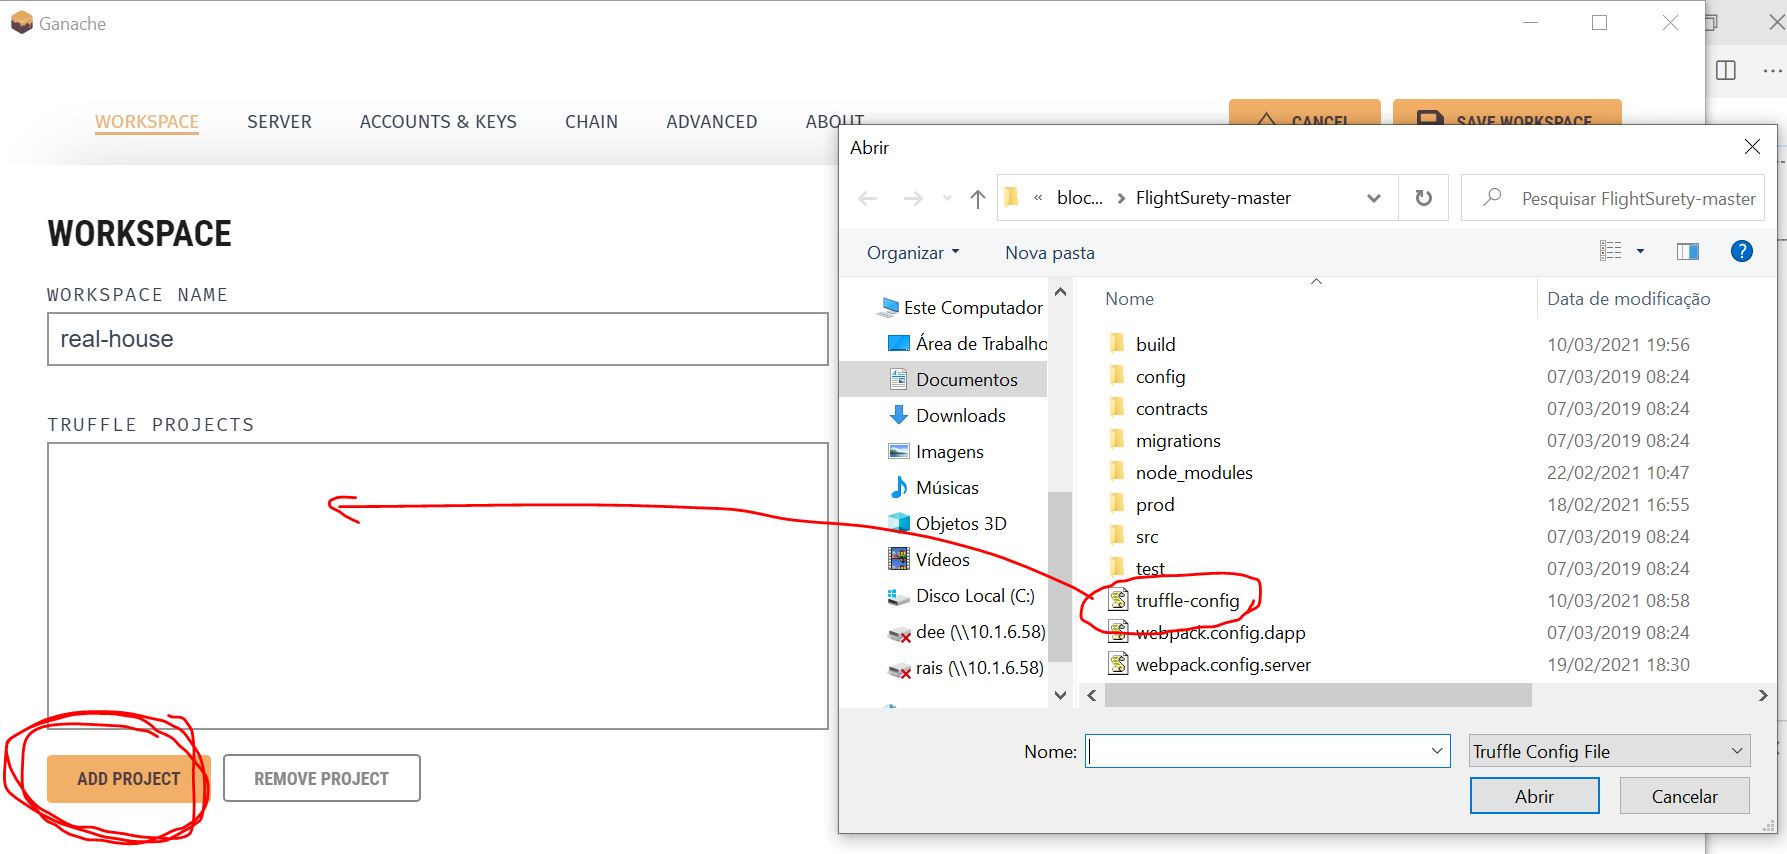 Ganache
WORKSPACE SERVER ACCOUNTS & KEYS CHAIN ADVANCED ABOUT
CANCEL SAVE WORKSPACE
WORKSPACE
WORKSPACE NAME
real-house
TRUFFLE PROJECTS
ADD PROJECT REMOVE PROJECT
Abrir
« bloc... FlightSurety-master Pesquisar FlightSurety-master
Organizar Nova pasta
Este Computador
Área de Trabalho
Documentos
Downloads
Imagens
Músicas
Objetos 3D
Vídeos
Disco Local (C:)
dee (\\10.1.6.58)
rais (\\10.1.6.58)
Nome Data de modificação
build 10/03/2021 19:56
config 07/03/2019 08:24
contracts 07/03/2019 08:24
migrations 07/03/2019 08:24
node_modules 22/02/2021 10:47
prod 18/02/2021 16:55
src 07/03/2019 08:24
test 07/03/2019 08:24
truffle-config 10/03/2021 08:58
webpack.config.dapp 07/03/2019 08:24
webpack.config.server 19/02/2021 18:30
Nome: Truffle Config File
Abrir Cancelar